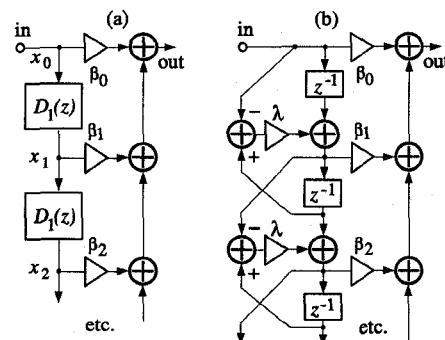 (a)
in
out
x₀
β₀
D₁(z)
x₁
β₁
D₁(z)
x₂
β₂
etc.
(b)
in
out
β₀
z⁻¹
−
λ
+
β₁
z⁻¹
−
λ
+
β₂
z⁻¹
etc.